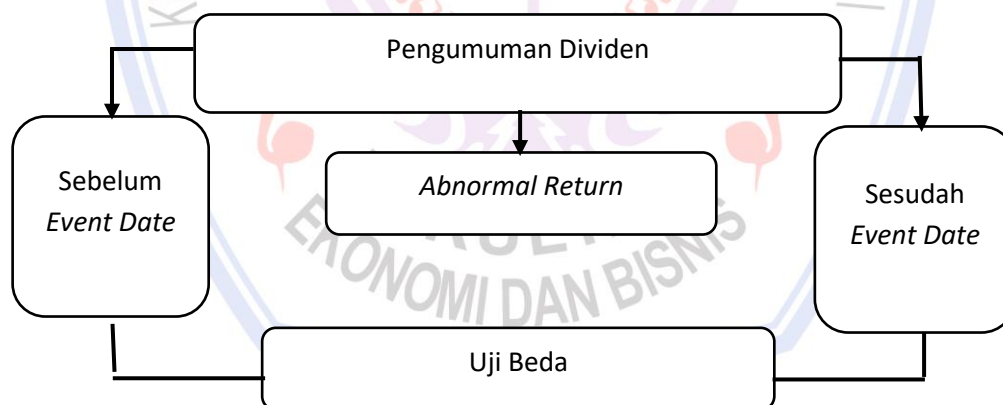 Pengumuman Dividen
Sebelum
Event Date
Abnormal Return
Sesudah
Event Date
EKONOMI DAN BISNIS
Uji Beda